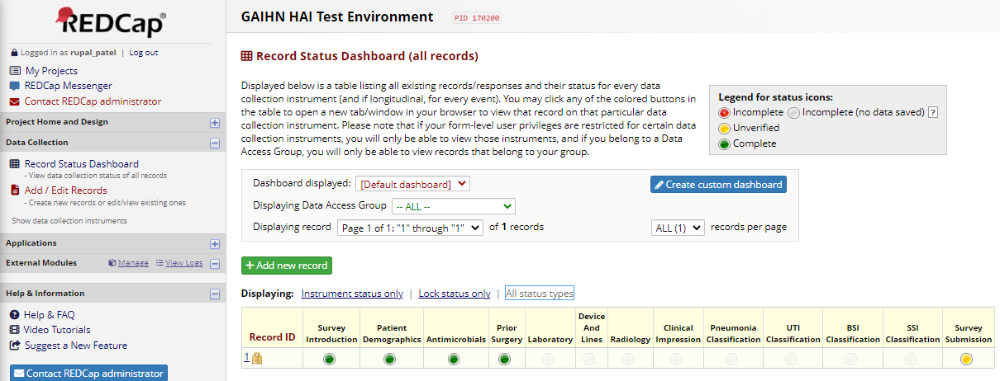 REDCap®
Logged in as rupal_patel | Log out
My Projects
REDCap Messenger
Contact REDCap administrator
Project Home and Design
Data Collection
Record Status Dashboard
- View data collection status of all records
Add / Edit Records
- Create new records or edit/view existing ones
Show data collection instruments
Applications
External Modules Manage View Logs
Help & Information
Help & FAQ
Video Tutorials
Suggest a New Feature
Contact REDCap administrator
GAIHN HAI Test Environment PID 170200
Record Status Dashboard (all records)
Displayed below is a table listing all existing records/responses and their status for every data
collection instrument (and if longitudinal, for every event). You may click any of the colored buttons in
the table to open a new tab/window in your browser to view that record on that particular data
collection instrument. Please note that if your form-level user privileges are restricted for certain data
collection instruments, you will only be able to view those instruments, and if you belong to a Data
Access Group, you will only be able to view records that belong to your group.
Legend for status icons:
Incomplete Incomplete (no data saved) ?
Unverified
Complete
Dashboard displayed: [Default dashboard] Create custom dashboard
Displaying Data Access Group -- ALL --
Displaying record Page 1 of 1: "1" through "1" of 1 records ALL (1) records per page
+ Add new record
Displaying: Instrument status only | Lock status only | All status types
Record ID
Survey Introduction
Patient Demographics
Antimicrobials
Prior Surgery
Laboratory
Device And Lines
Radiology
Clinical Impression
Pneumonia Classification
UTI Classification
BSI Classification
SSI Classification
Survey Submission
1